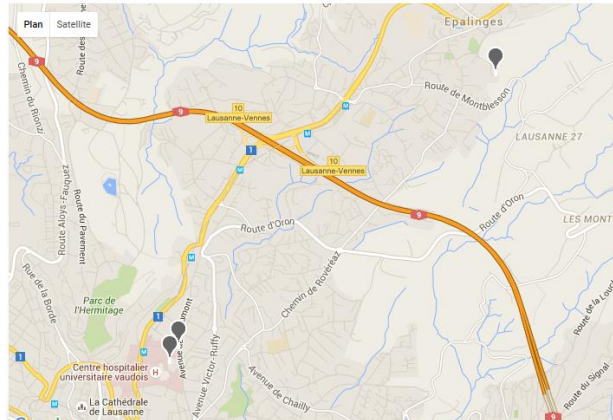 Plan
Satellite
Epalinges
Route des
Chemin du Rionzi
9
9
10
Lausanne-Vennes
M
Route de Montblesson
LAUSANNE 27
M
1
10
Lausanne-Vennes
M
Route Aloys-Fauquez
Route du Pavement
Route d'Oron
9
Route d'Oron
LES MONT
M
Rue de la Borde
Chemin de Rovéréaz
Parc de
l'Hermitage
1
Route de la Louch
Route du Signal
1
M
Avenue Victor-Ruffy
Centre hospitalier
universitaire vaudois
H
Avenue de Chailly
La Cathédrale
de Lausanne
M
9